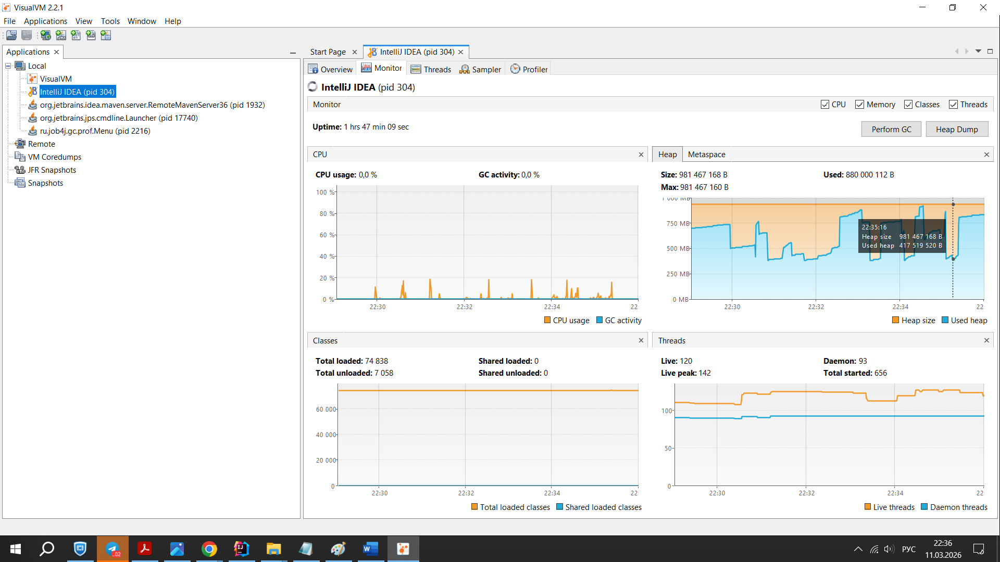 VisualVM 2.2.1
File Applications View Tools Window Help
Applications
Start Page
IntelliJ IDEA (pid 304)
Local
VisualVM
IntelliJ IDEA (pid 304)
org.jetbrains.idea.maven.server.RemoteMavenServer36 (pid 1932)
org.jetbrains.jps.cmdline.Launcher (pid 17740)
ru.job4j.gc.prof.Menu (pid 2216)
Remote
VM Coredumps
JFR Snapshots
Snapshots
Overview Monitor Threads Sampler Profiler
IntelliJ IDEA (pid 304)
Monitor
CPU Memory Classes Threads
Uptime: 1 hrs 47 min 09 sec
Perform GC Heap Dump
CPU
CPU usage: 0,0 % GC activity: 0,0 %
100 %
80 %
60 %
40 %
20 %
0 %
22:30 22:32 22:34 22:
CPU usage GC activity
Heap Metaspace
Size: 981 467 168 B Used: 880 000 112 B
Max: 981 467 160 B
1 000 MB
750 MB
500 MB
250 MB
0 MB
22:35:16
Heap size 981 467 168 B
Used heap 417 519 520 B
22:30 22:32 22:34 22:
Heap size Used heap
Classes
Total loaded: 74 838 Shared loaded: 0
Total unloaded: 7 058 Shared unloaded: 0
60 000
40 000
20 000
0
22:30 22:32 22:34 22:
Total loaded classes Shared loaded classes
Threads
Live: 120 Daemon: 93
Live peak: 142 Total started: 656
100
50
0
22:30 22:32 22:34 22:
Live threads Daemon threads
..02
РУС
22:36
11.03.2026